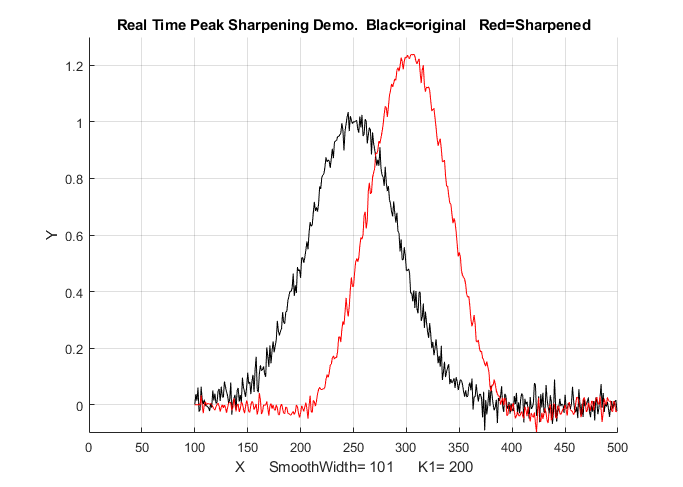 Real Time Peak Sharpening Demo.  Black=original   Red=Sharpened
1.2
1
0.8
0.6
0.4
0.2
0
Y
0 50 100 150 200 250 300 350 400 450 500
X      SmoothWidth= 101      K1= 200